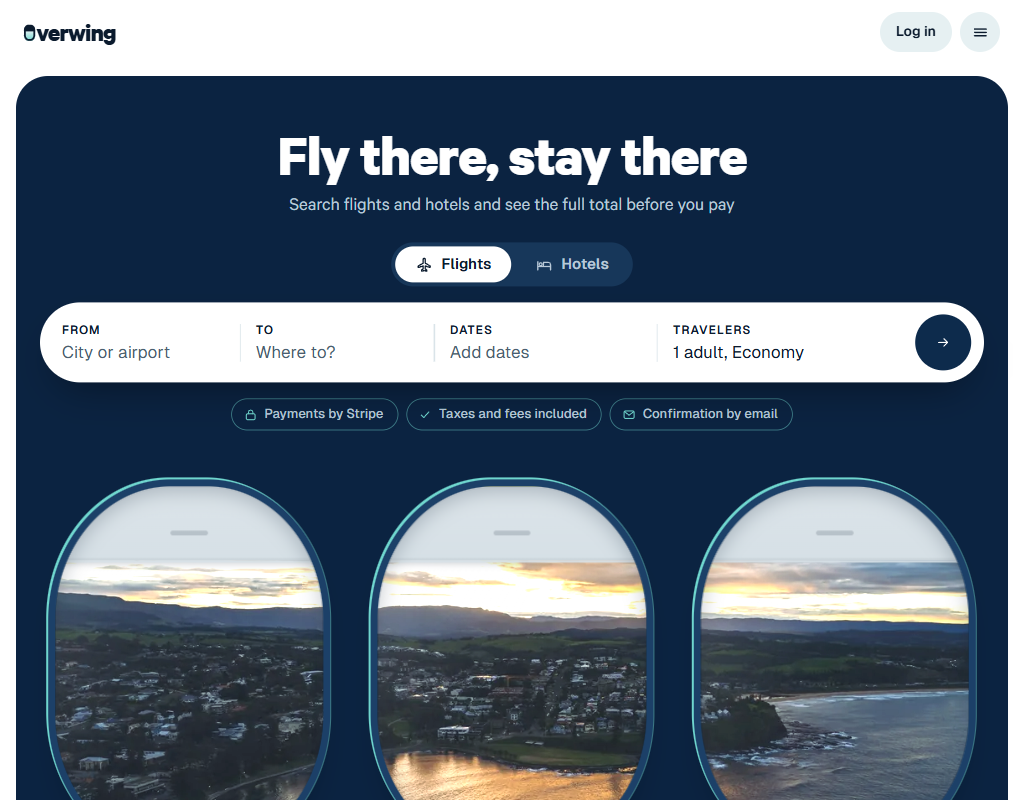 Overwing
Log in
Fly there, stay there
Search flights and hotels and see the full total before you pay
Flights
Hotels
FROM
City or airport
TO
Where to?
DATES
Add dates
TRAVELERS
1 adult, Economy
Payments by Stripe
Taxes and fees included
Confirmation by email